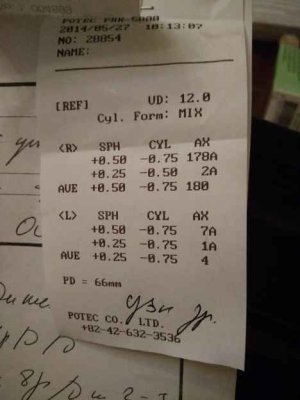 POTEC PRK-5000
2014/05/27 10:13:07
NO: 28854
NAME:
[REF] VD: 12.0
Cyl. Form: MIX
<R> SPH CYL AX
+0.50 -0.75 178A
+0.25 -0.50 2A
AVE +0.50 -0.75 180
<L> SPH CYL AX
+0.50 -0.75 7A
+0.25 -0.75 1A
AVE +0.25 -0.75 4
PD = 66mm
POTEC CO. LTD.
+82-42-632-3536